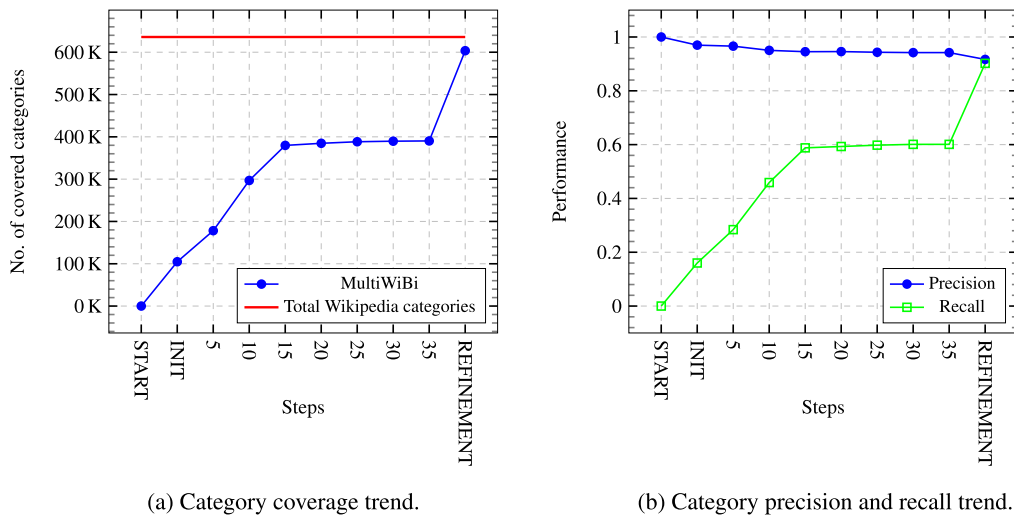 600 K
500 K
400 K
300 K
200 K
100 K
0 K
No. of covered categories
MultiWiBi
Total Wikipedia categories
START
INIT
5
10
15
20
25
30
35
REFINEMENT
Steps
(a) Category coverage trend.
1
0.8
0.6
0.4
0.2
0
Performance
Precision
Recall
START
INIT
5
10
15
20
25
30
35
REFINEMENT
Steps
(b) Category precision and recall trend.